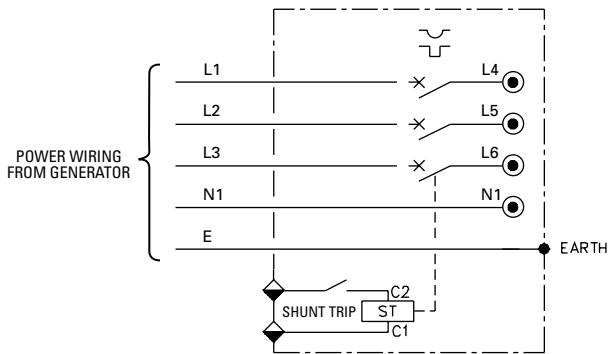 L1 L4
L2 L5
L3 L6
POWER WIRING
FROM GENERATOR
N1 N1
E EARTH
C2
SHUNT TRIP ST
C1